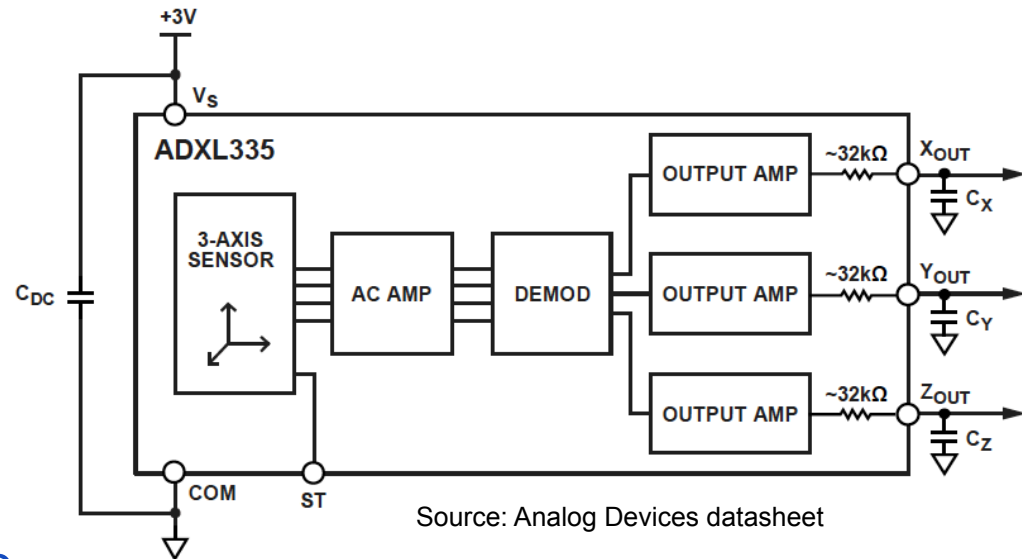 +3V
VS
ADXL335
3-AXIS
SENSOR
AC AMP
DEMOD
OUTPUT AMP
~32kΩ
XOUT
CX
OUTPUT AMP
~32kΩ
YOUT
CY
OUTPUT AMP
~32kΩ
ZOUT
CZ
CDC
COM
ST
Source: Analog Devices datasheet